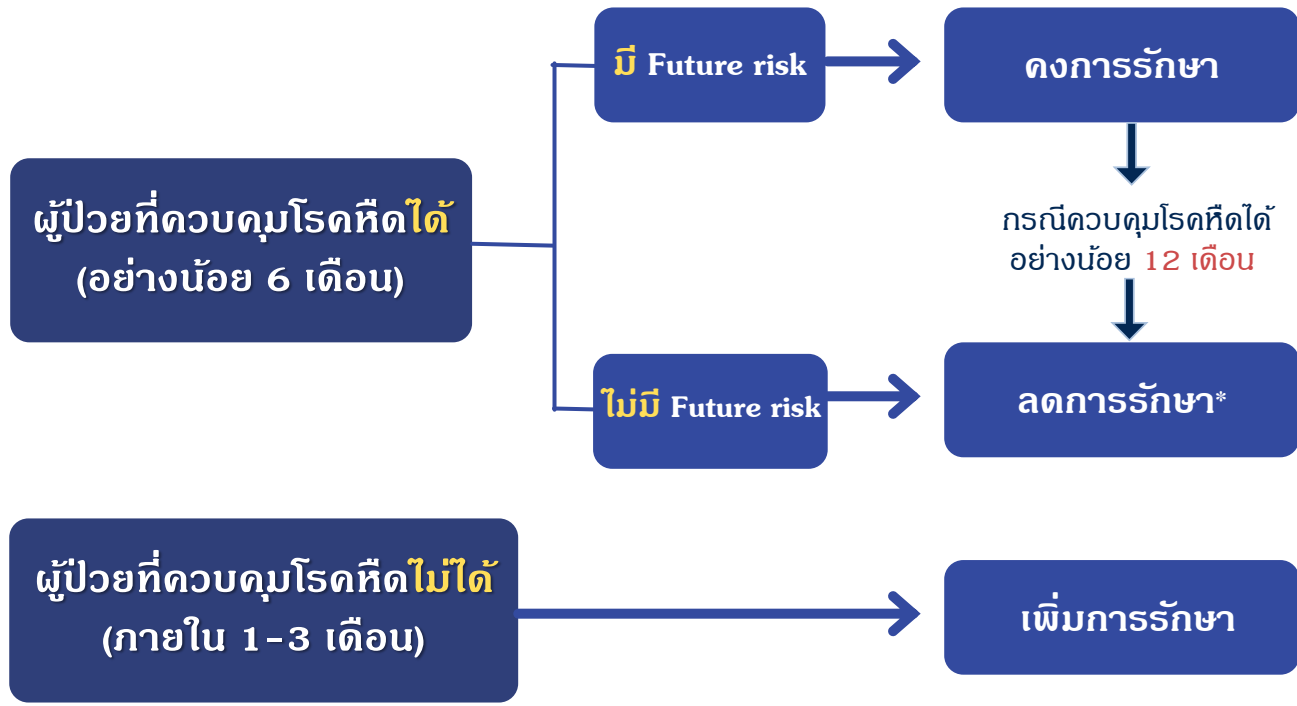 มี Future risk
คงการรักษา
ผู้ป่วยที่ควบคุมโรคหืดได้
(อย่างน้อย 6 เดือน)
กรณีควบคุมโรคหืดได้
อย่างน้อย 12 เดือน
ไม่มี Future risk
ลดการรักษา*
ผู้ป่วยที่ควบคุมโรคหืดไม่ได้
(ภายใน 1-3 เดือน)
เพิ่มการรักษา